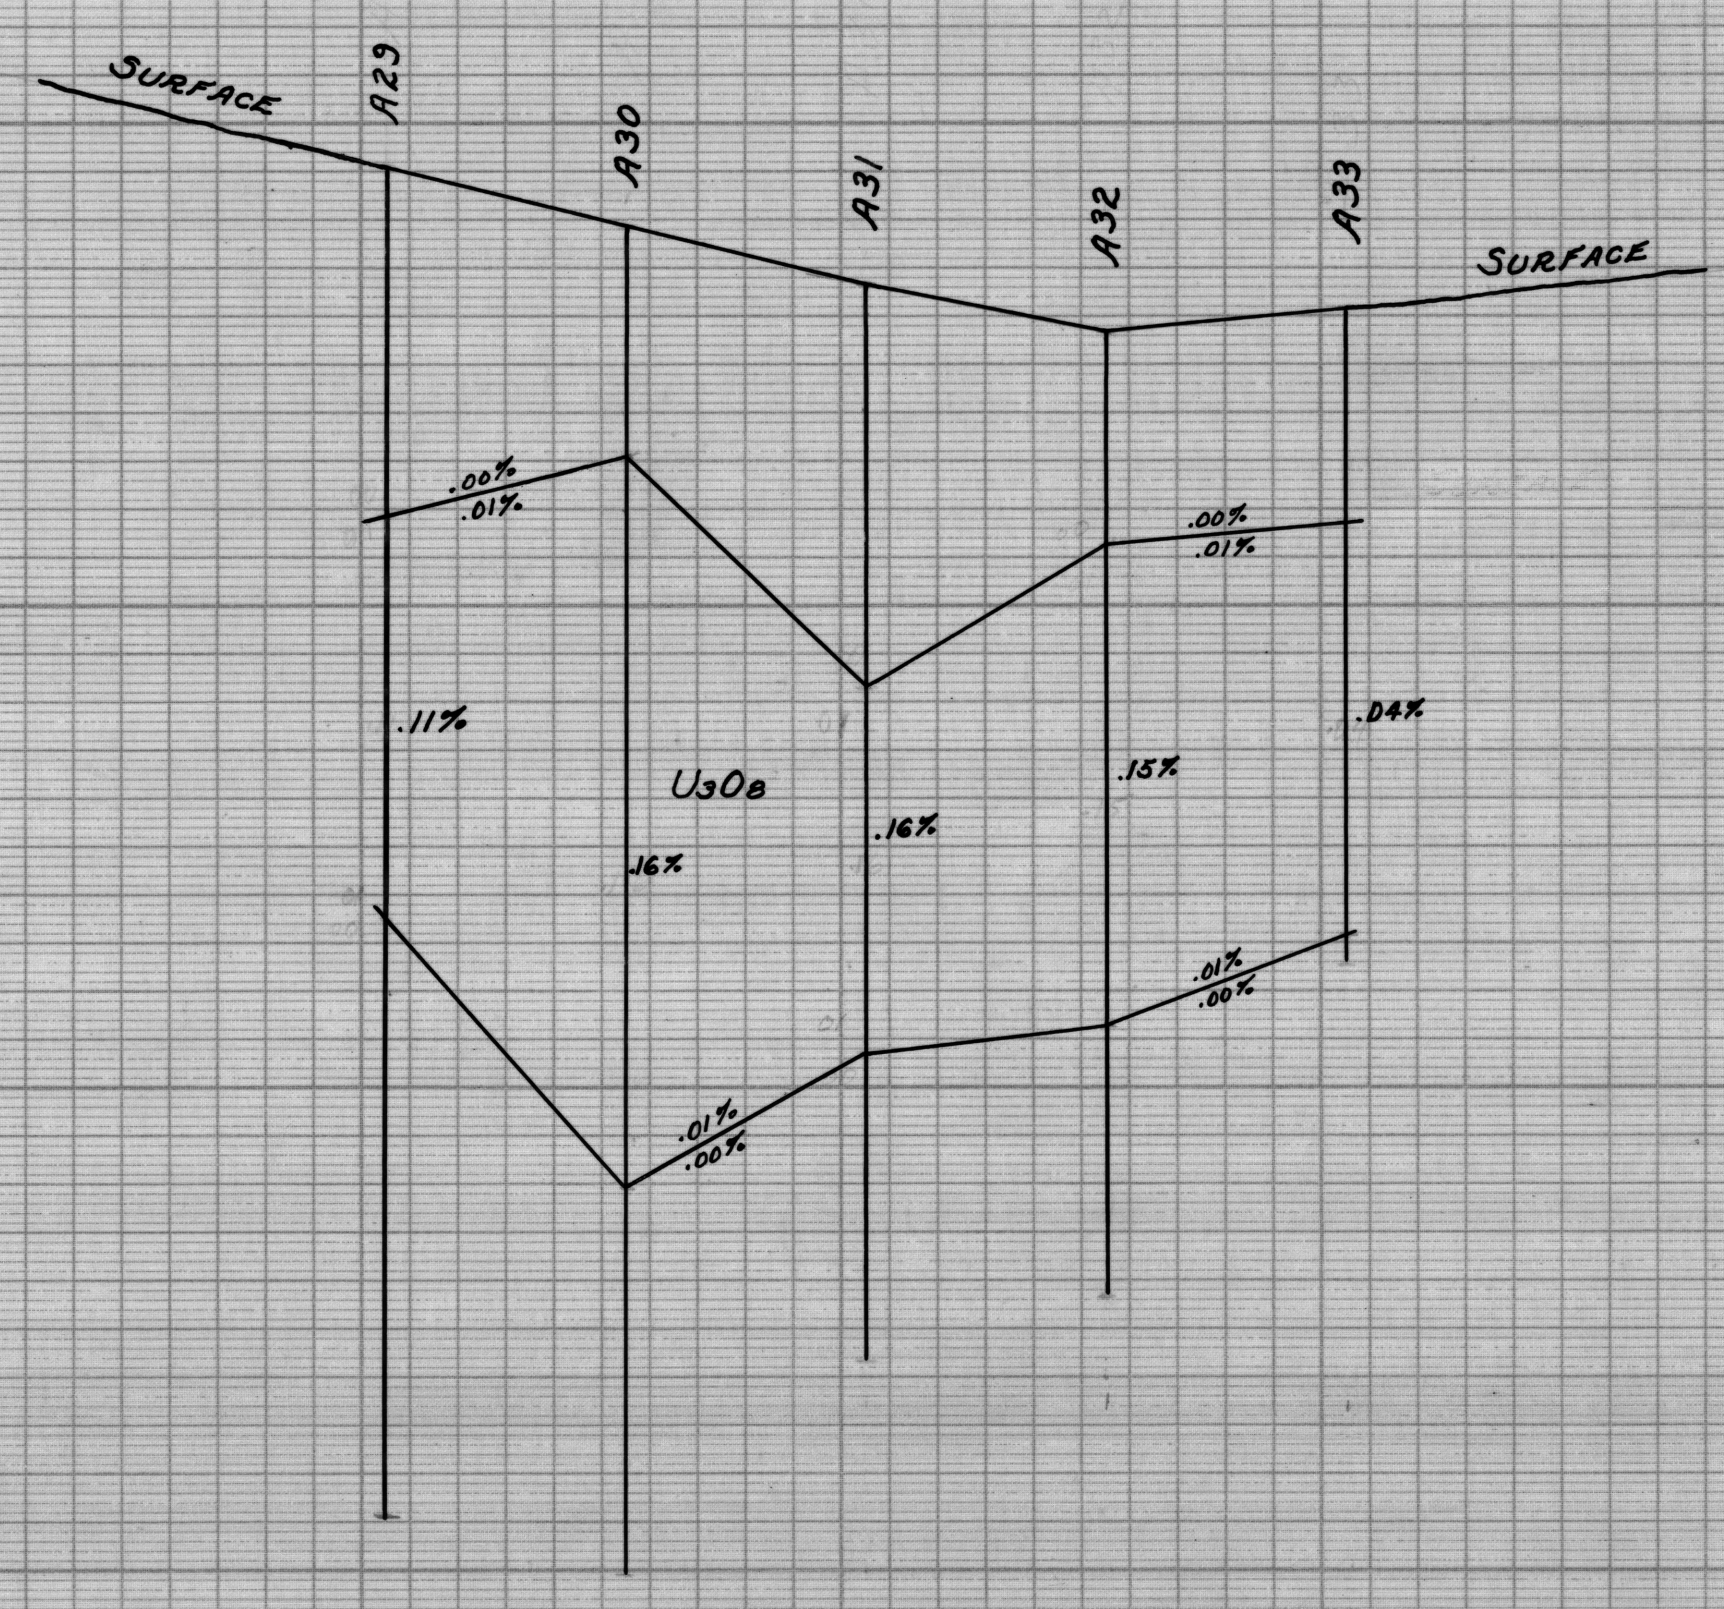 SURFACE
A29
A30
A31
A32
A33
SURFACE
.00%
.01%
.00%
.01%
.11%
.04%
.15%
U3O8
.16%
.16%
.01%
.00%
.01%
.00%